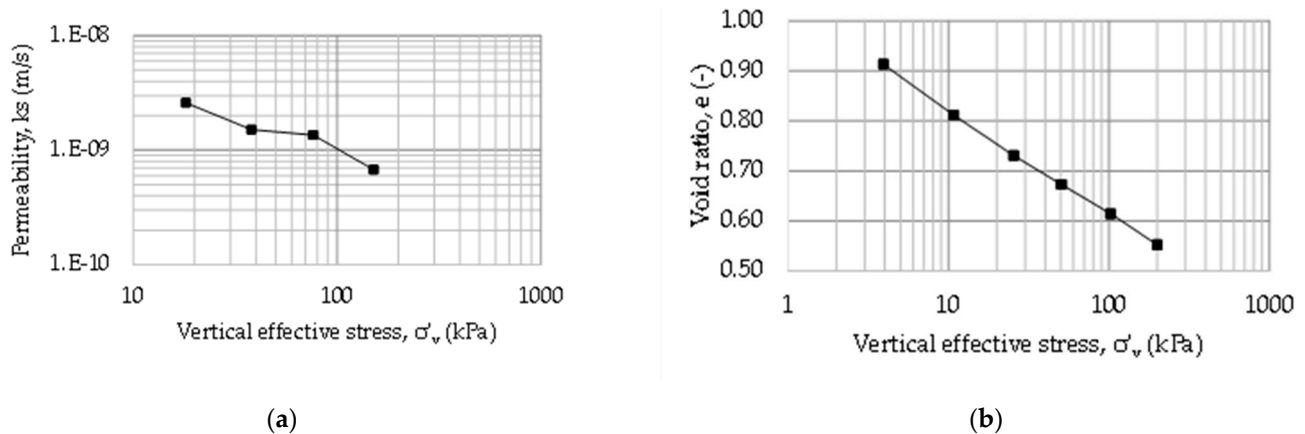 1.E-08
1.E-09
1.E-10
Permeability, ks (m/s)
10
100
1000
Vertical effective stress, σ'ᵥ (kPa)
(a)
1.00
0.90
0.80
0.70
0.60
0.50
Void ratio, e (-)
1
10
100
1000
Vertical effective stress, σ'ᵥ (kPa)
(b)